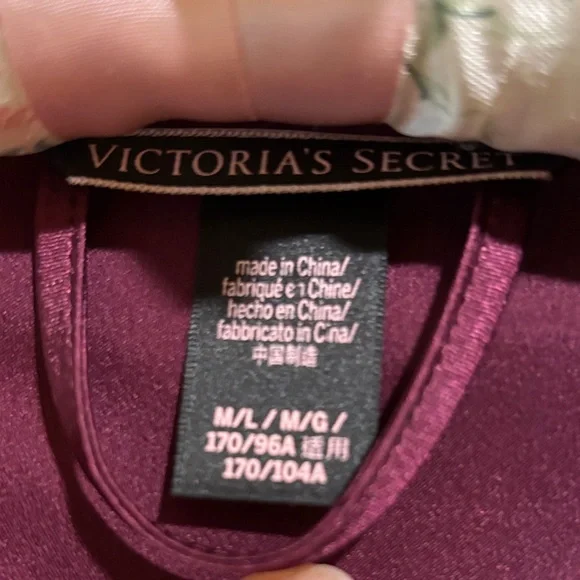 VICTORIA'S SECRET
made in China/
fabriqué en Chine/
hecho en China/
fabbricato in Cina/
中国制造
M/L / M/G /
170/96A 适用
170/104A